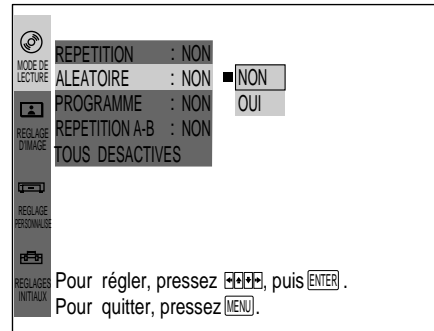 MODE DE
LECTURE
REPETITION : NON
ALEATOIRE : NON
NON
PROGRAMME : NON
OUI
REPETITION A-B : NON
TOUS DESACTIVES
REGLAGE
D'IMAGE
REGLAGE
PERSONNALISE
REGLAGES
INITIAUX
Pour régler, pressez , puis ENTER .
Pour quitter, pressez MENU .